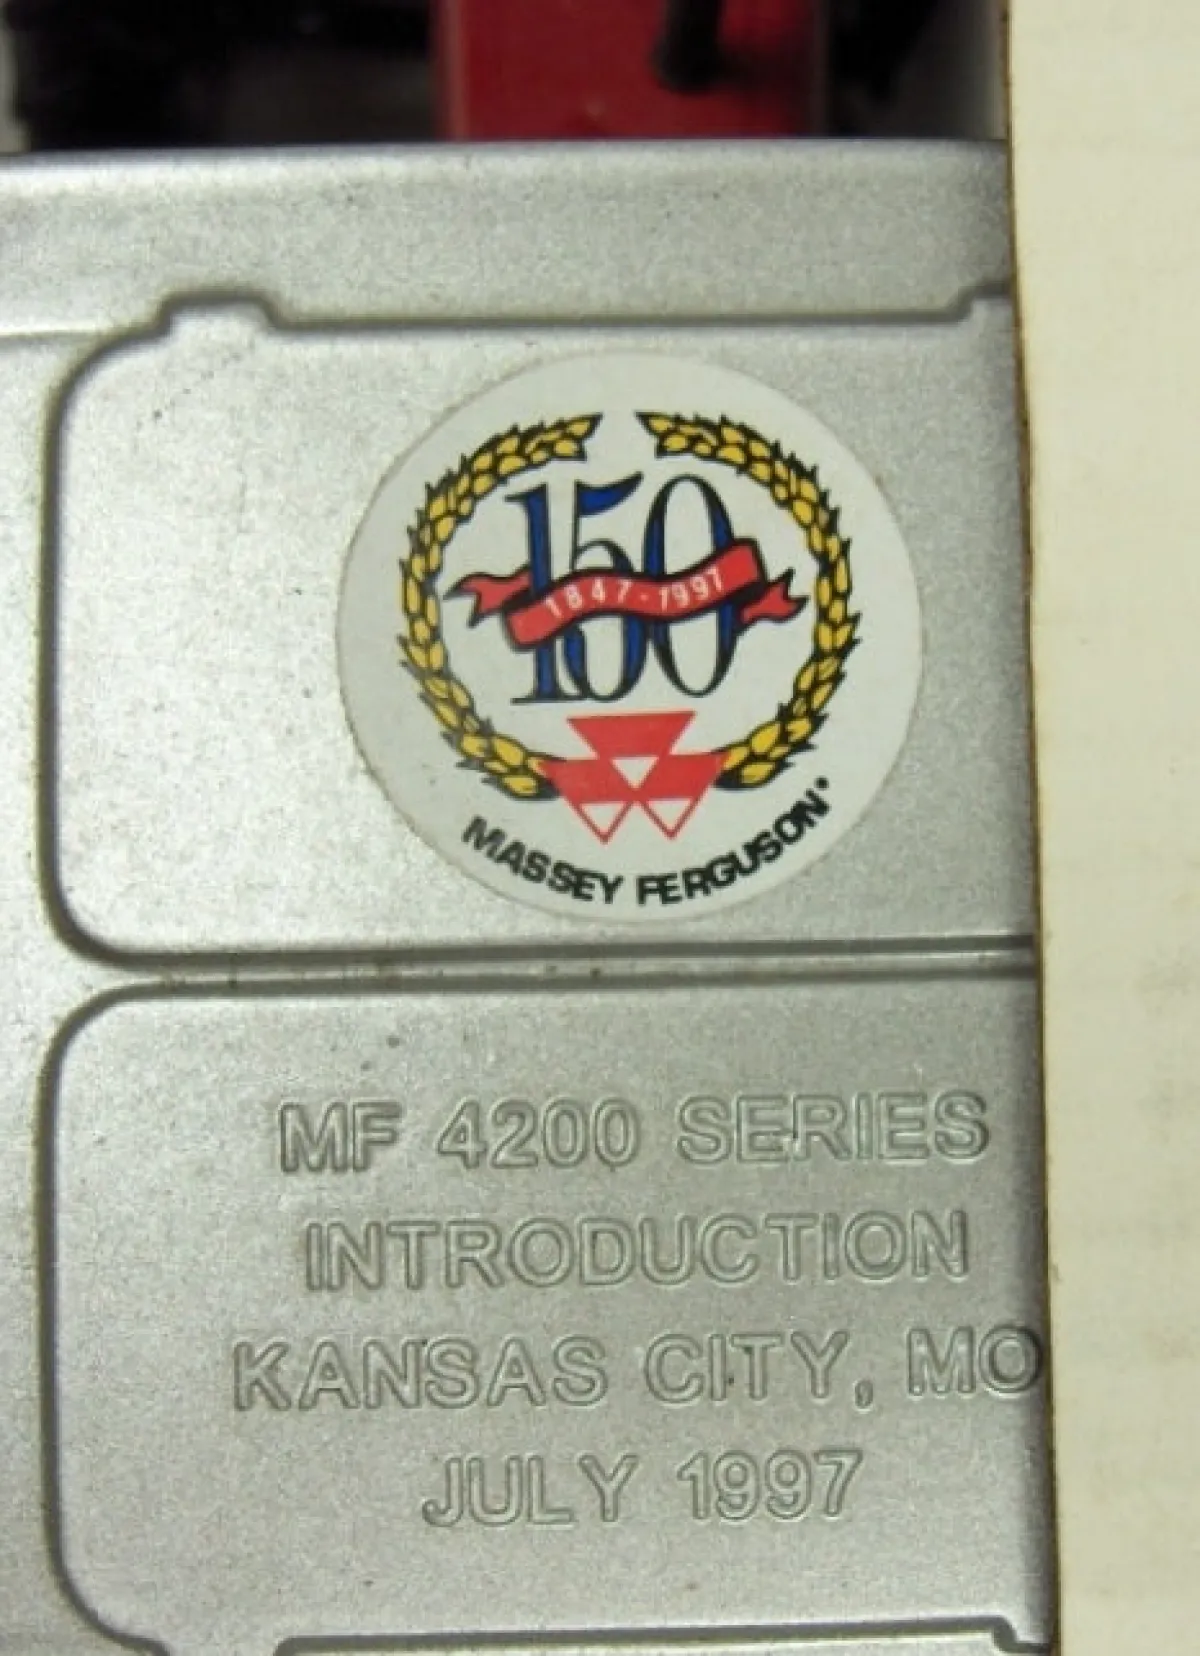 150
1847-1997
MASSEY FERGUSON
MF 4200 SERIES
INTRODUCTION
KANSAS CITY, MO
JULY 1997